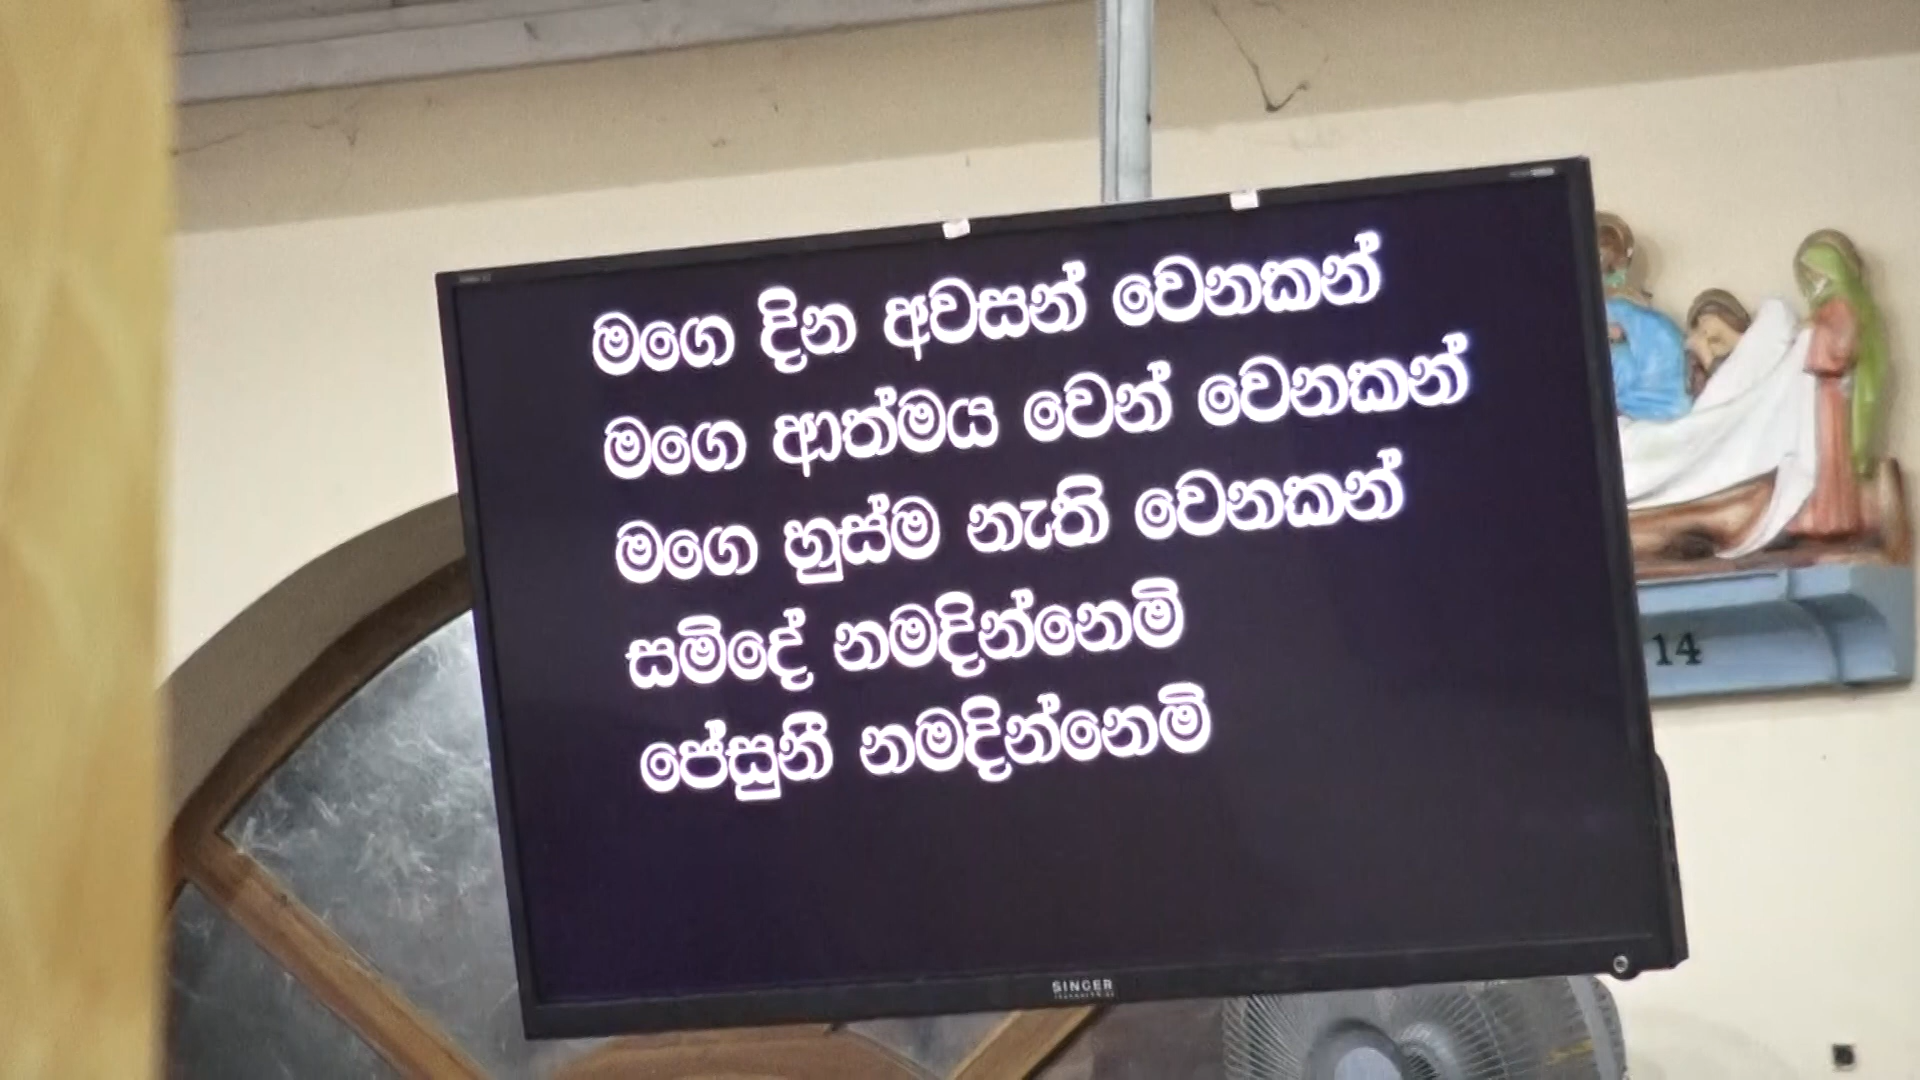 මගෙ දින අවසන් වෙනකන්
මගෙ ආත්මය වෙන් වෙනකන්
මගෙ හුස්ම නැති වෙනකන්
සමිඳේ නමදින්නෙමි
ජේසුනී නමදින්නෙමි
14
SINGER